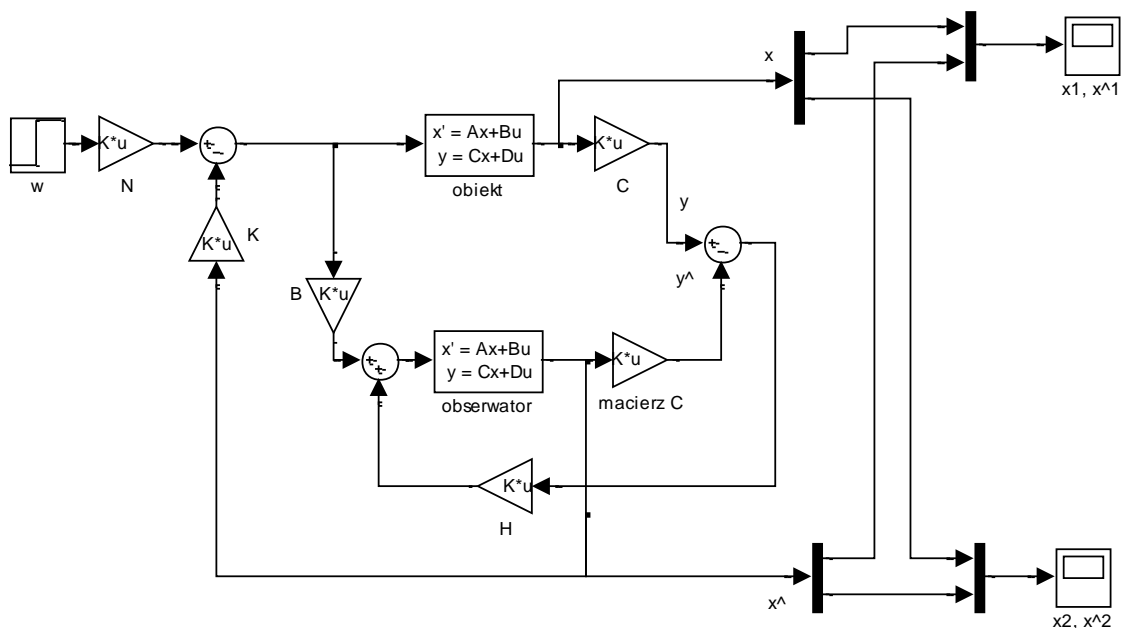 x
x1, x^1
K*u
x' = Ax+Bu
y = Cx+Du
K*u
w
N
obiekt
C
y
K*u
K
y^
B
K*u
x' = Ax+Bu
y = Cx+Du
K*u
obserwator
macierz C
K*u
H
x^
x2, x^2